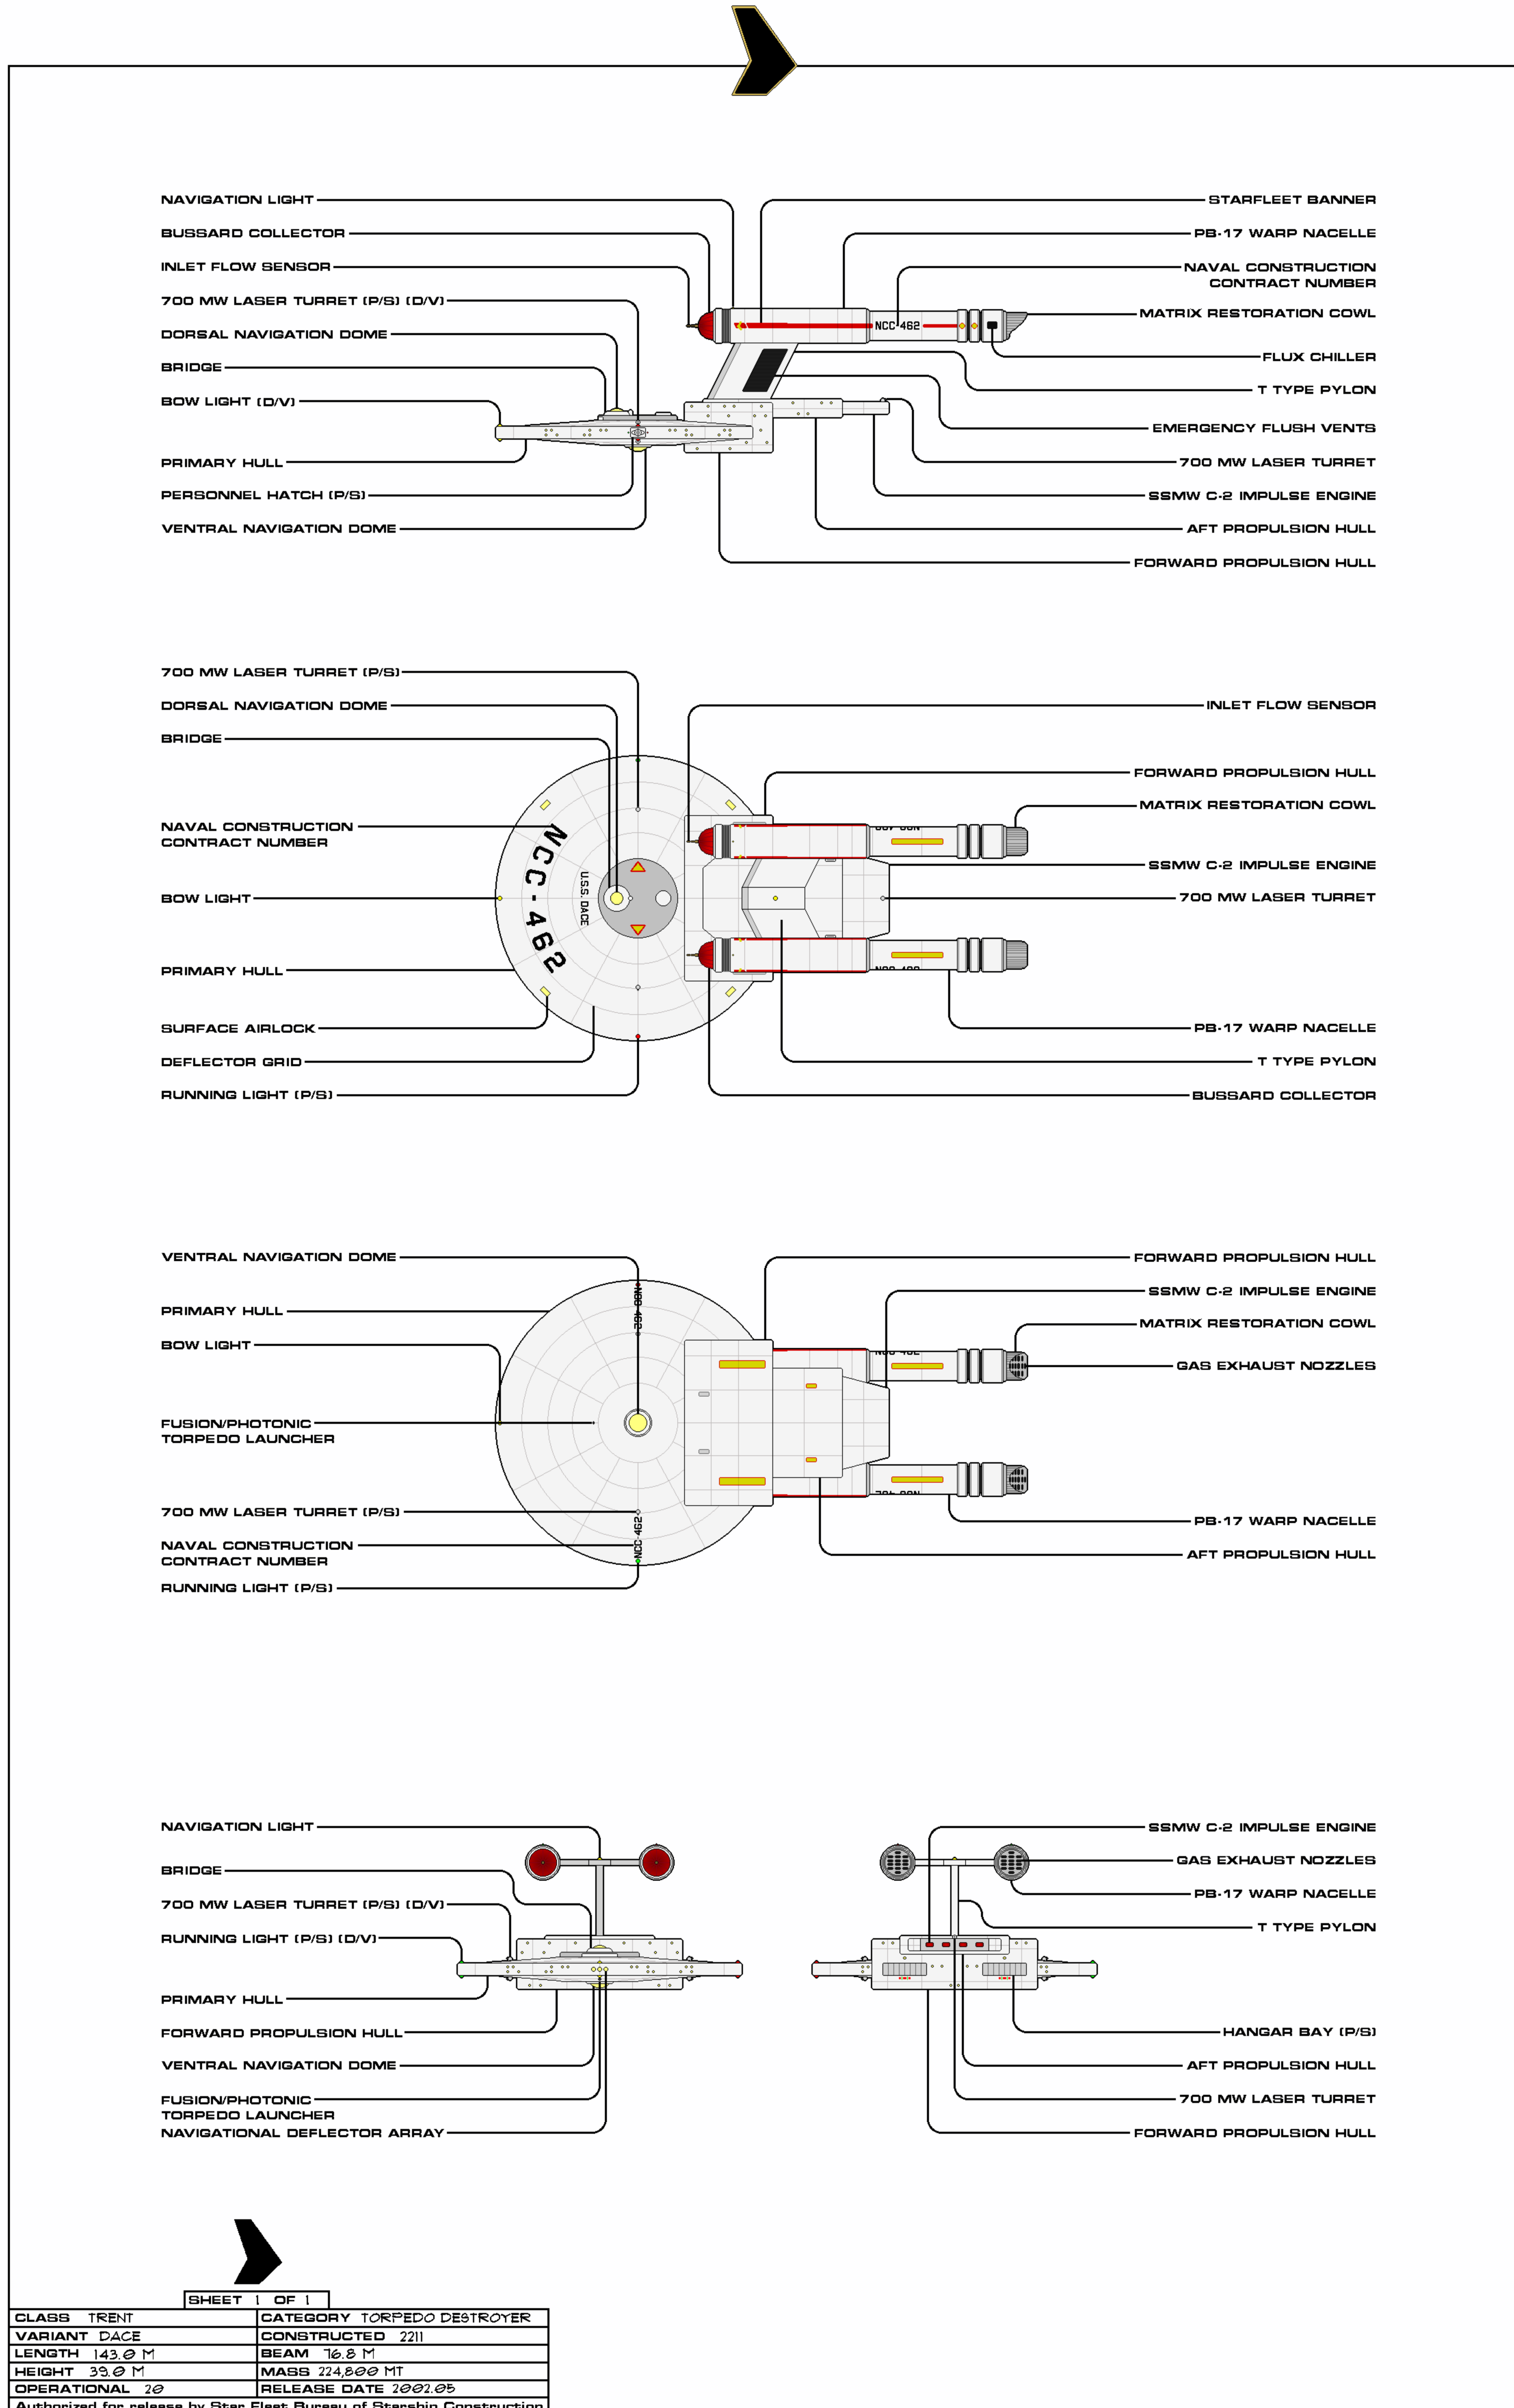 NAVIGATION LIGHT
BUSSARD COLLECTOR
INLET FLOW SENSOR
700 MW LASER TURRET (P/S) (D/V)
DORSAL NAVIGATION DOME
BRIDGE
BOW LIGHT (D/V)
PRIMARY HULL
PERSONNEL HATCH (P/S)
VENTRAL NAVIGATION DOME
STARFLEET BANNER
PB-17 WARP NACELLE
NAVAL CONSTRUCTION
CONTRACT NUMBER
MATRIX RESTORATION COWL
FLUX CHILLER
T TYPE PYLON
EMERGENCY FLUSH VENTS
700 MW LASER TURRET
SSMW C-2 IMPULSE ENGINE
AFT PROPULSION HULL
FORWARD PROPULSION HULL
NCC-462
700 MW LASER TURRET (P/S)
DORSAL NAVIGATION DOME
BRIDGE
NAVAL CONSTRUCTION
CONTRACT NUMBER
BOW LIGHT
PRIMARY HULL
SURFACE AIRLOCK
DEFLECTOR GRID
RUNNING LIGHT (P/S)
NCC-462
U.S.S. DACE
INLET FLOW SENSOR
FORWARD PROPULSION HULL
MATRIX RESTORATION COWL
SSMW C-2 IMPULSE ENGINE
700 MW LASER TURRET
PB-17 WARP NACELLE
T TYPE PYLON
BUSSARD COLLECTOR
VENTRAL NAVIGATION DOME
PRIMARY HULL
BOW LIGHT
FUSION/PHOTONIC
TORPEDO LAUNCHER
700 MW LASER TURRET (P/S)
NAVAL CONSTRUCTION
CONTRACT NUMBER
RUNNING LIGHT (P/S)
NCC-462
NCC-462
FORWARD PROPULSION HULL
SSMW C-2 IMPULSE ENGINE
MATRIX RESTORATION COWL
GAS EXHAUST NOZZLES
PB-17 WARP NACELLE
AFT PROPULSION HULL
NAVIGATION LIGHT
BRIDGE
700 MW LASER TURRET (P/S) (D/V)
RUNNING LIGHT (P/S) (D/V)
PRIMARY HULL
FORWARD PROPULSION HULL
VENTRAL NAVIGATION DOME
FUSION/PHOTONIC
TORPEDO LAUNCHER
NAVIGATIONAL DEFLECTOR ARRAY
SSMW C-2 IMPULSE ENGINE
GAS EXHAUST NOZZLES
PB-17 WARP NACELLE
T TYPE PYLON
HANGAR BAY (P/S)
AFT PROPULSION HULL
700 MW LASER TURRET
FORWARD PROPULSION HULL
SHEET 1 OF 1
CLASS TRENT CATEGORY TORPEDO DESTROYER
VARIANT DACE CONSTRUCTED 2211
LENGTH 143.0 M BEAM 76.8 M
HEIGHT 39.0 M MASS 224,800 MT
OPERATIONAL 20 RELEASE DATE 2002.05
Authorized for release by Star Fleet Bureau of Starship Construction